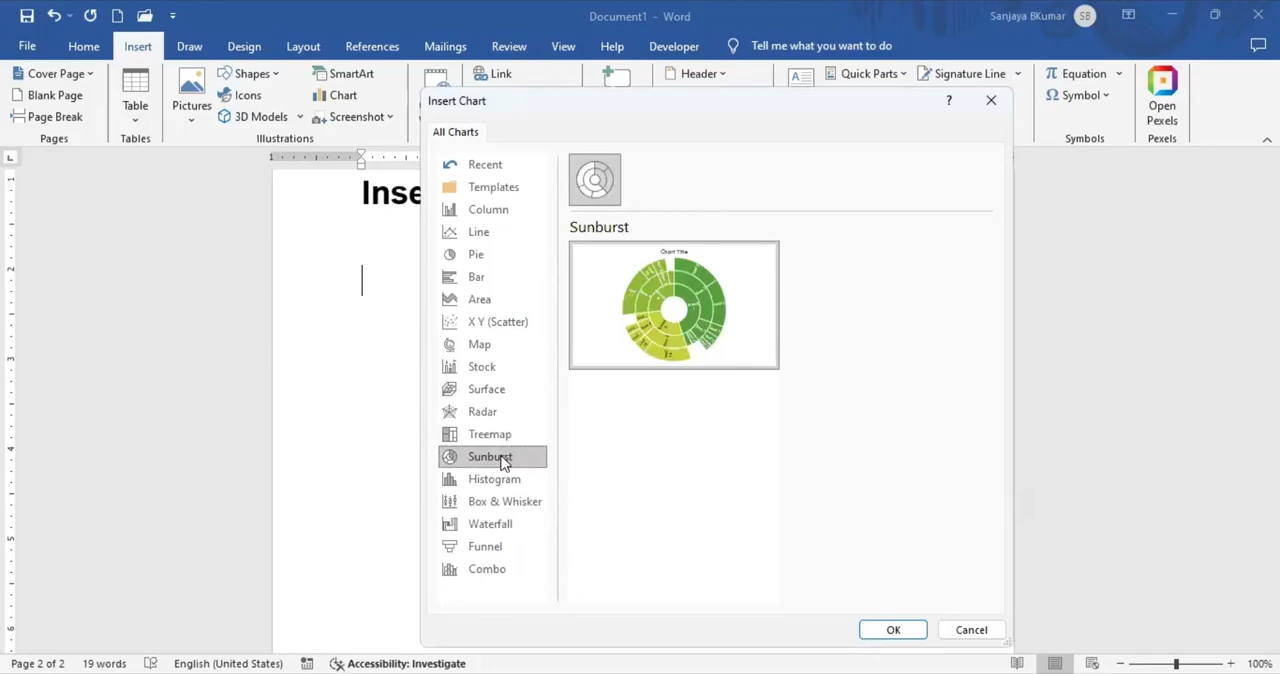 Document1 - Word
Sanjaya BKumar SB
File Home Insert Draw Design Layout References Mailings Review View Help Developer Tell me what you want to do
Cover Page
Blank Page
Page Break
Pages
Table
Tables
Pictures
Shapes
Icons
3D Models
SmartArt
Chart
Screenshot
Illustrations
Link
Header
Quick Parts
Signature Line
Equation
Symbol
Symbols
Open
Pexels
Pexels
Inse
Insert Chart
All Charts
Recent
Templates
Column
Line
Pie
Bar
Area
X Y (Scatter)
Map
Stock
Surface
Radar
Treemap
Sunburst
Histogram
Box & Whisker
Waterfall
Funnel
Combo
Sunburst
Chart Title
OK Cancel
Page 2 of 2 19 words English (United States) Accessibility: Investigate 100%